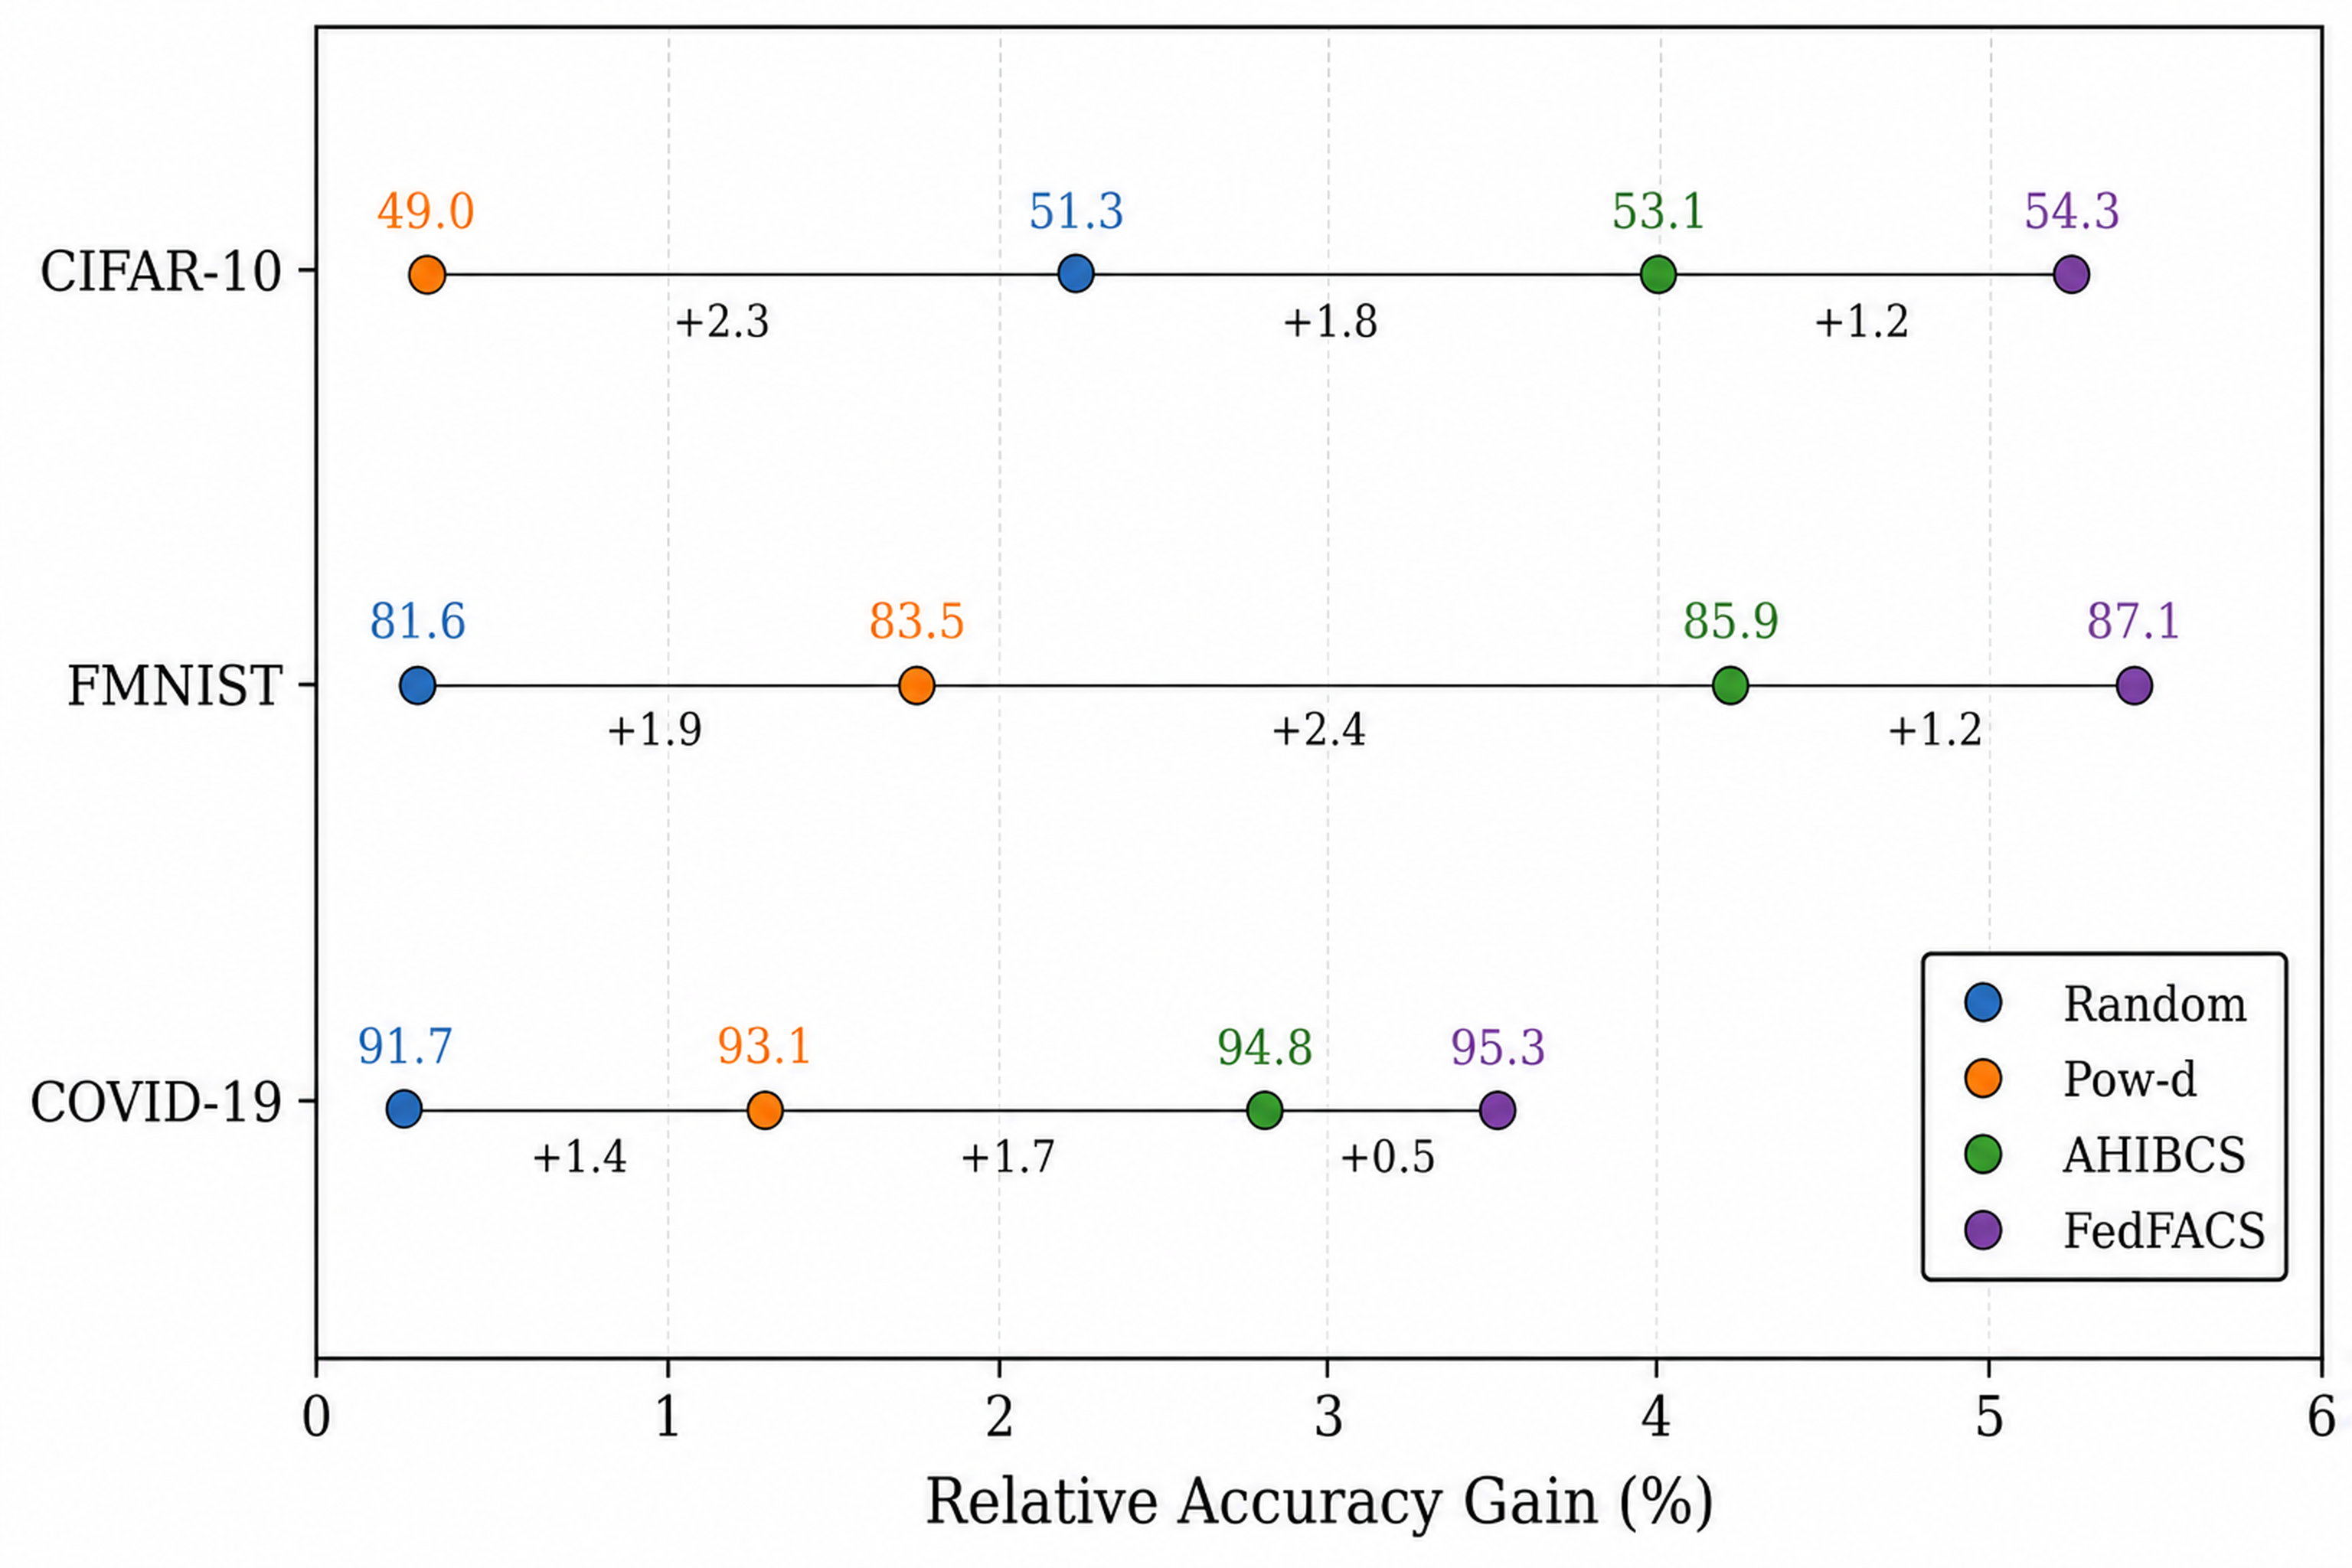 49.0 51.3 53.1 54.3
CIFAR-10
+2.3 +1.8 +1.2
81.6 83.5 85.9 87.1
FMNIST
+1.9 +2.4 +1.2
91.7 93.1 94.8 95.3
COVID-19
+1.4 +1.7 +0.5
Random
Pow-d
AHIBCS
FedFACS
0 1 2 3 4 5 6
Relative Accuracy Gain (%)